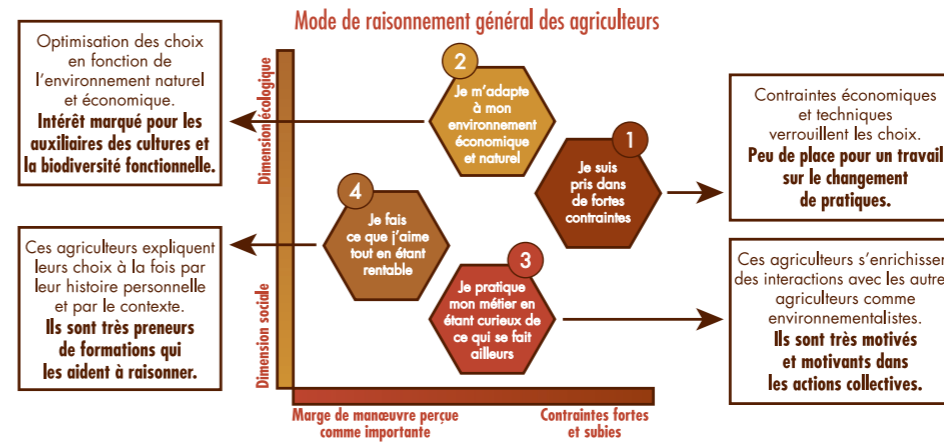 Mode de raisonnement général des agriculteurs
Optimisation des choix
en fonction de
l'environnement naturel
et économique.
Intérêt marqué pour les
auxiliaires des cultures et
la biodiversité fonctionnelle.
Dimension écologique
2
Je m'adapte
à mon
environnement
économique
et naturel
1
Je suis
pris dans
de fortes
contraintes
Contraintes économiques
et techniques
verrouillent les choix.
Peu de place pour un travail
sur le changement
de pratiques.
4
Je fais
ce que j'aime
tout en étant
rentable
Ces agriculteurs expliquent
leurs choix à la fois par
leur histoire personnelle
et par le contexte.
Ils sont très preneurs
de formations qui
les aident à raisonner.
Dimension sociale
3
Je pratique
mon métier en
étant curieux de
ce qui se fait
ailleurs
Ces agriculteurs s'enrichissen
des interactions avec les autre
agriculteurs comme
environnementalistes.
Ils sont très motivés
et motivants dans
les actions collectives.
Marge de manœuvre perçue
comme importante
Contraintes fortes
et subies